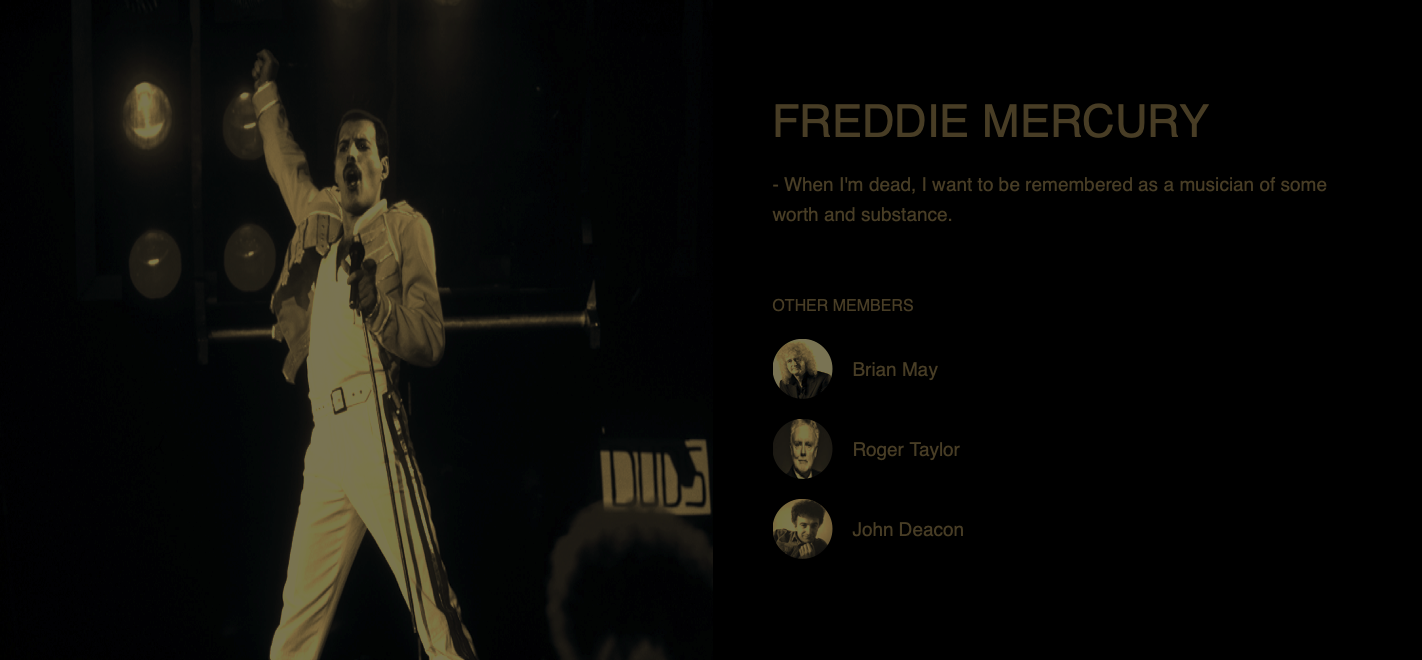 FREDDIE MERCURY
- When I'm dead, I want to be remembered as a musician of some
worth and substance.
OTHER MEMBERS
Brian May
Roger Taylor
John Deacon